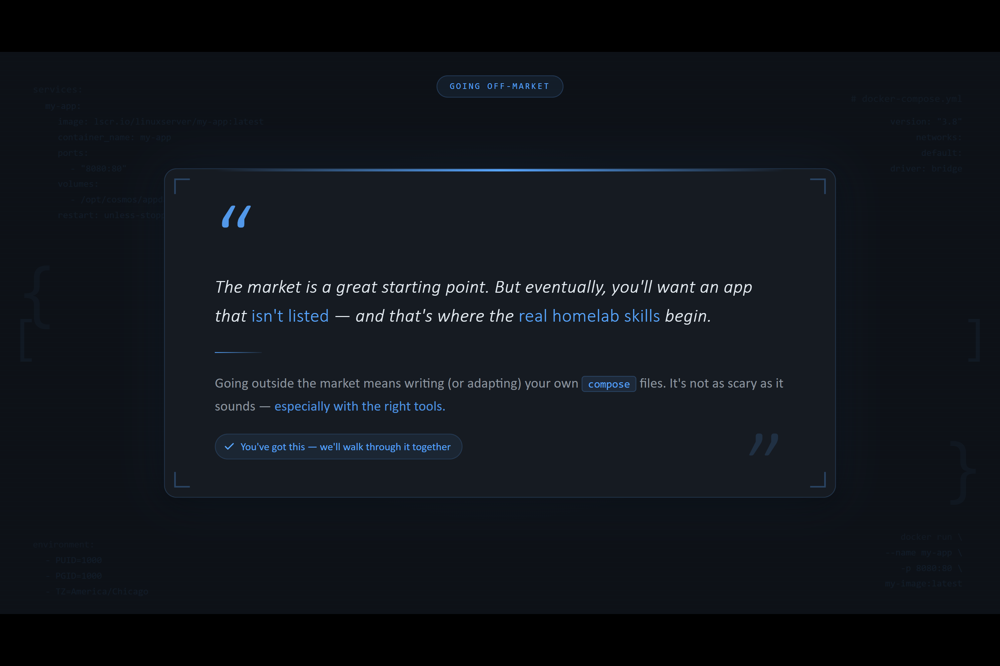 GOING OFF-MARKET
services:
my-app:
image: lscr.io/linuxserver/my-app:latest
container_name: my-app
ports:
- "8080:80"
volumes:
- /opt/cosmos/appd
restart: unless-stopp
# docker-compose.yml
version: "3.8"
networks:
default:
driver: bridge
“
The market is a great starting point. But eventually, you'll want an app
that isn't listed — and that's where the real homelab skills begin.
Going outside the market means writing (or adapting) your own compose files. It's not as scary as it
sounds — especially with the right tools.
✓ You've got this — we'll walk through it together
”
{
[
]
}
environment:
- PUID=1000
- PGID=1000
- TZ=America/Chicago
docker run \
--name my-app \
-p 8080:80 \
my-image:latest